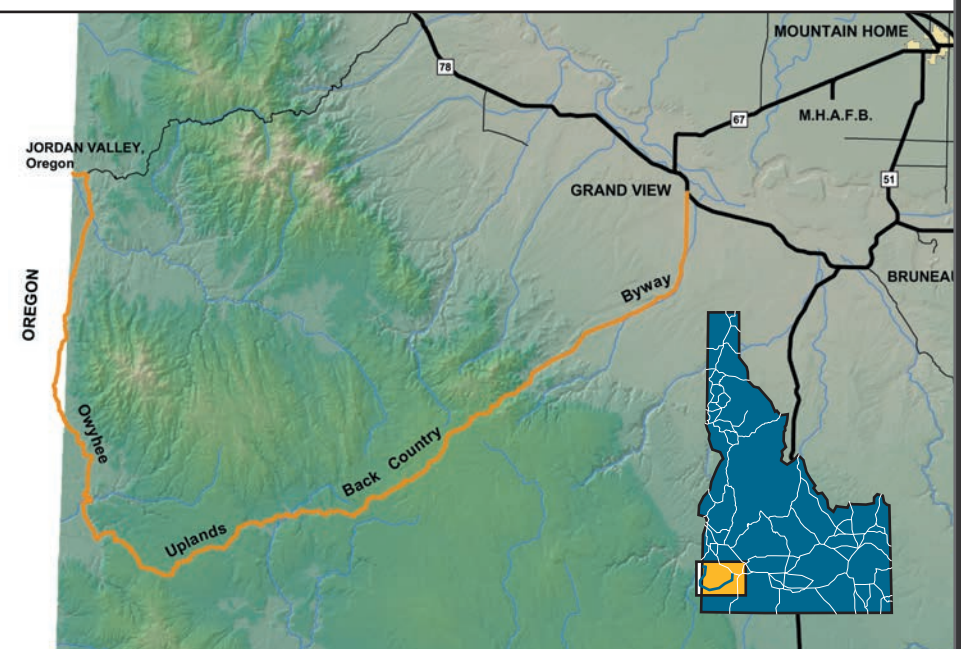 MOUNTAIN HOME
78
67
M.H.A.F.B.
JORDAN VALLEY,
Oregon
51
GRAND VIEW
OREGON
BRUNEA
Byway
Owyhee
Back Country
Uplands